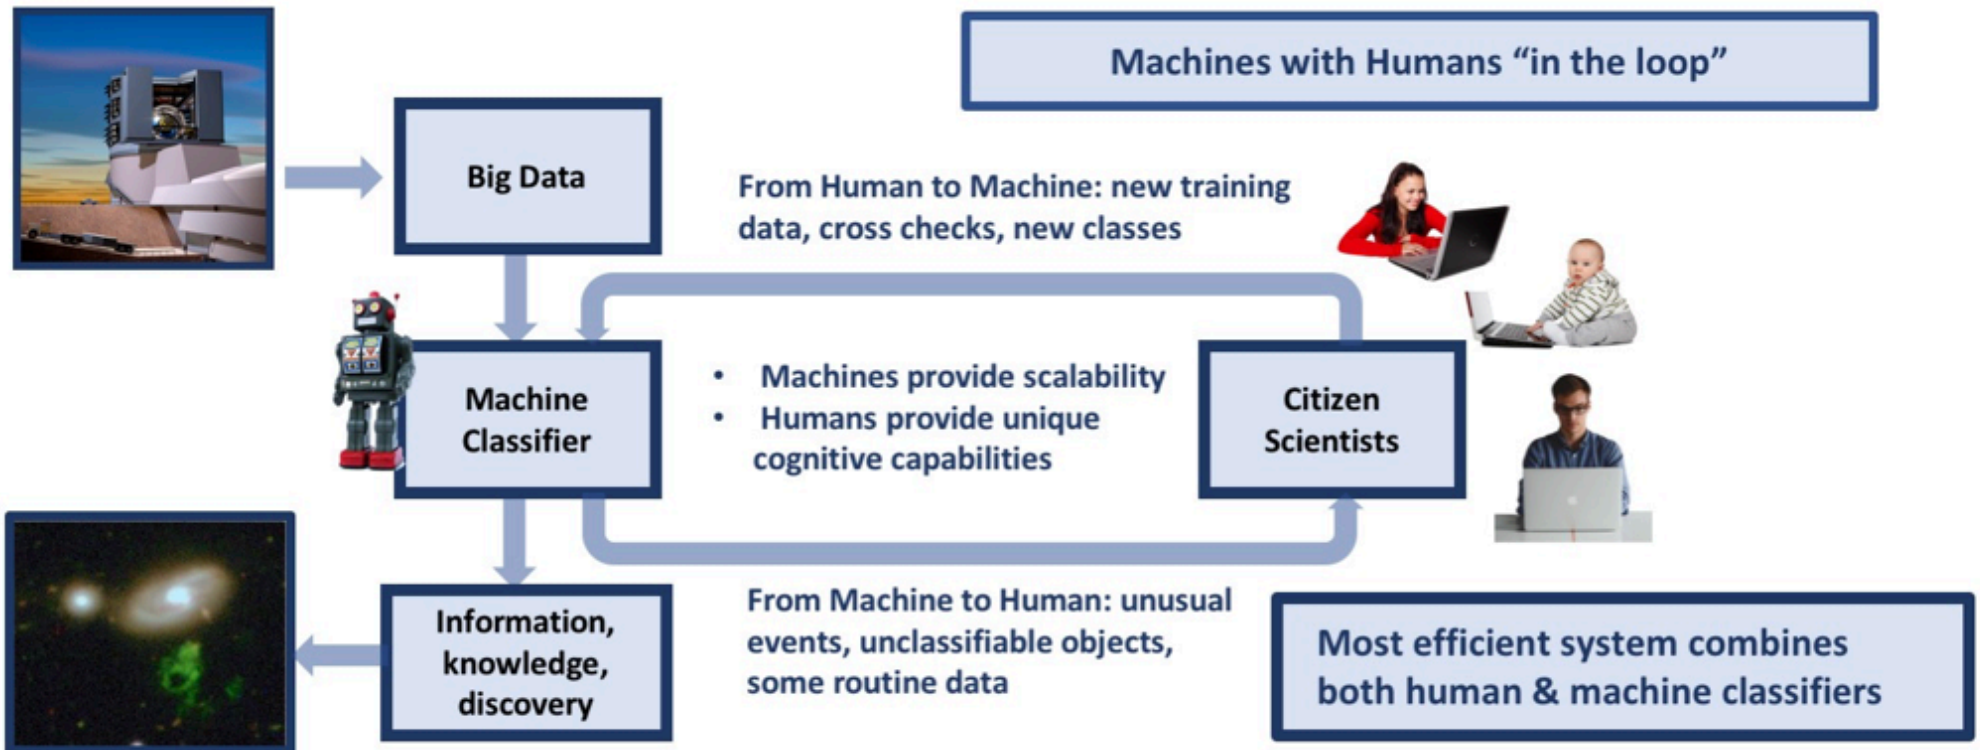 Machines with Humans “in the loop”
Big Data
From Human to Machine: new training
data, cross checks, new classes
Machine
Classifier
• Machines provide scalability
• Humans provide unique
cognitive capabilities
Citizen
Scientists
Information,
knowledge,
discovery
From Machine to Human: unusual
events, unclassifiable objects,
some routine data
Most efficient system combines
both human & machine classifiers